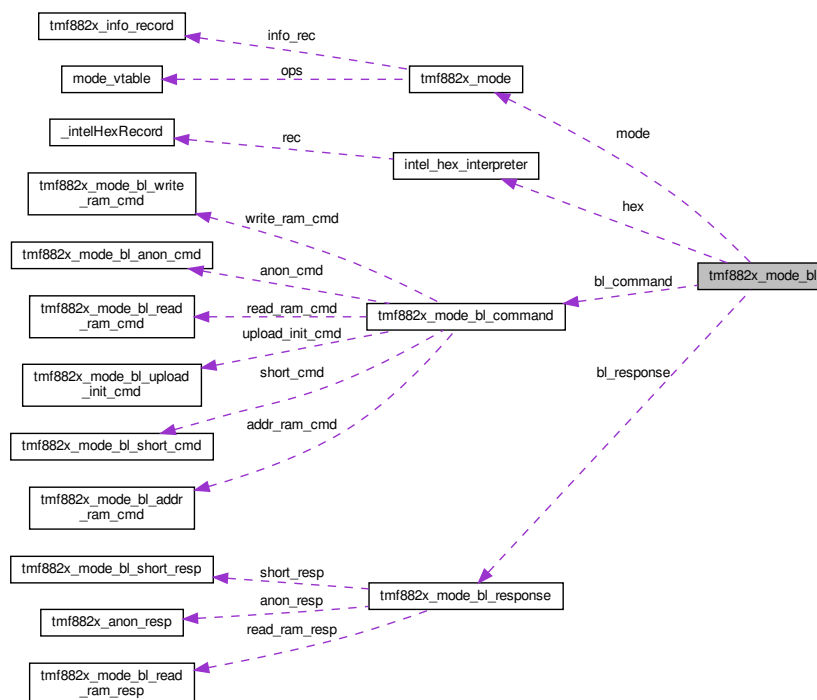 tmf882x_info_record
info_rec
mode_vtable
ops
tmf882x_mode
_intelHexRecord
rec
mode
intel_hex_interpreter
tmf882x_mode_bl_write
_ram_cmd
hex
write_ram_cmd
tmf882x_mode_bl_anon_cmd
anon_cmd
tmf882x_mode_bl
bl_command
tmf882x_mode_bl_read
_ram_cmd
read_ram_cmd
tmf882x_mode_bl_command
upload_init_cmd
tmf882x_mode_bl_upload
_init_cmd
short_cmd
bl_response
tmf882x_mode_bl_short_cmd
addr_ram_cmd
tmf882x_mode_bl_addr
_ram_cmd
tmf882x_mode_bl_short_resp
short_resp
tmf882x_mode_bl_response
tmf882x_anon_resp
anon_resp
read_ram_resp
tmf882x_mode_bl_read
_ram_resp